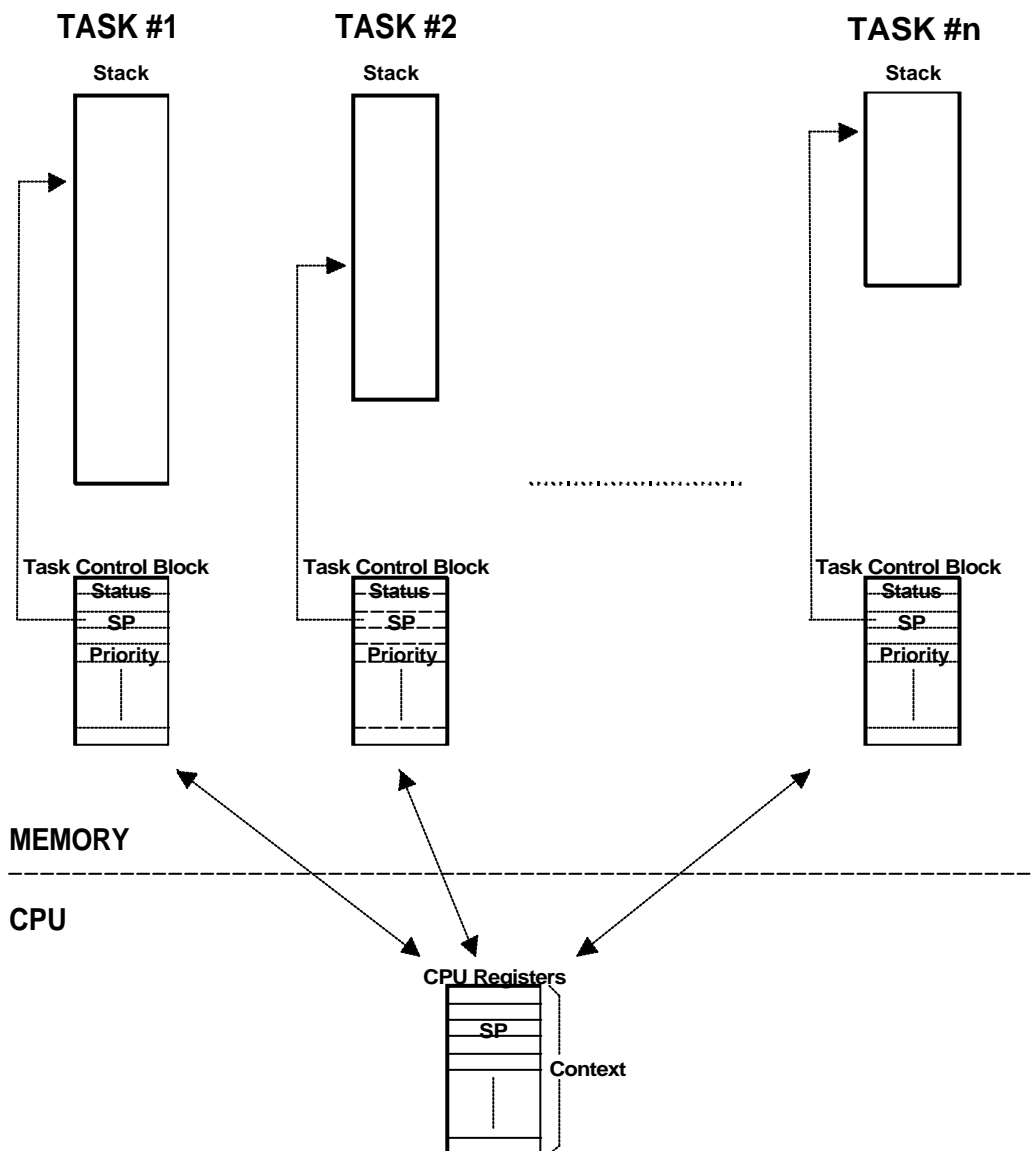 TASK #1
TASK #2
TASK #n
Stack
Stack
Stack
Task Control Block
Task Control Block
Task Control Block
Status
Status
Status
SP
SP
SP
Priority
Priority
Priority
MEMORY
CPU
CPU Registers
SP
Context